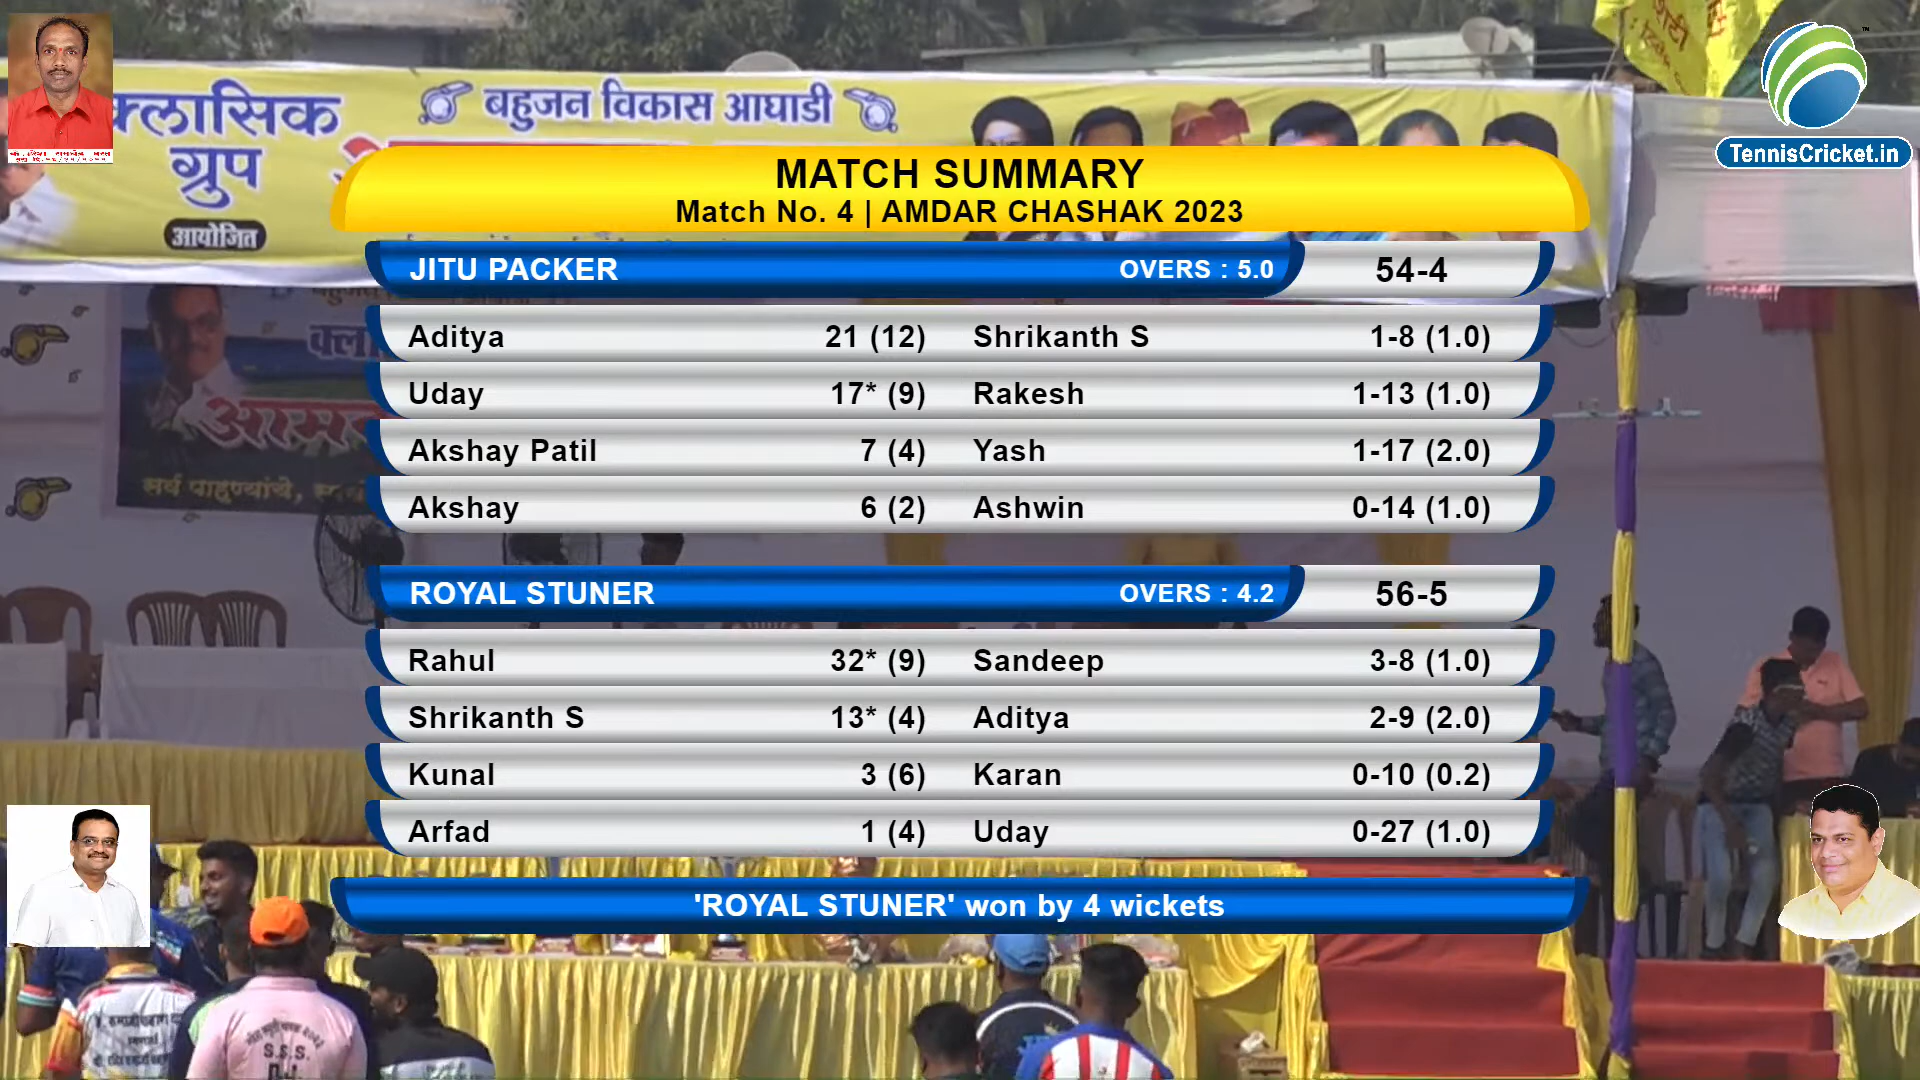 क्लासिक
ग्रुप
आयोजित
बहुजन विकास आघाडी
TennisCricket.in
MATCH SUMMARY
Match No. 4 | AMDAR CHASHAK 2023
JITU PACKER OVERS : 5.0 54-4
Aditya 21 (12) Shrikanth S 1-8 (1.0)
Uday 17* (9) Rakesh 1-13 (1.0)
Akshay Patil 7 (4) Yash 1-17 (2.0)
Akshay 6 (2) Ashwin 0-14 (1.0)
ROYAL STUNER OVERS : 4.2 56-5
Rahul 32* (9) Sandeep 3-8 (1.0)
Shrikanth S 13* (4) Aditya 2-9 (2.0)
Kunal 3 (6) Karan 0-10 (0.2)
Arfad 1 (4) Uday 0-27 (1.0)
'ROYAL STUNER' won by 4 wickets
सर्व पाहुण्यांचे,
S.S.S.